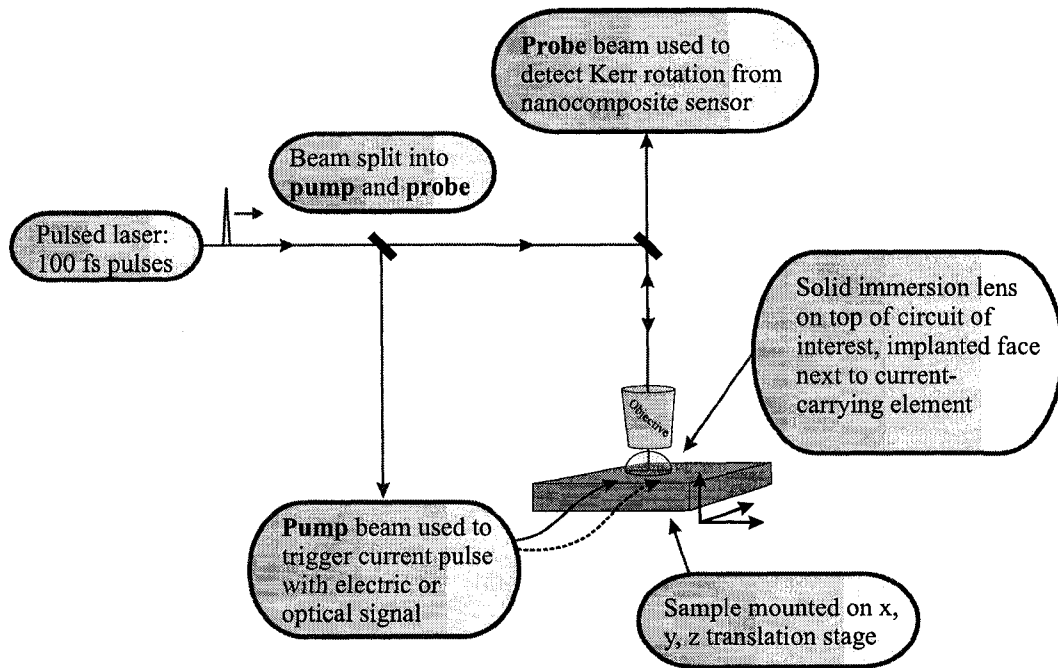 Probe beam used to
detect Kerr rotation from
nanocomposite sensor
Beam split into
pump and probe
Pulsed laser:
100 fs pulses
Solid immersion lens
on top of circuit of
interest, implanted face
next to current-
carrying element
Objective
Pump beam used to
trigger current pulse
with electric or
optical signal
Sample mounted on x,
y, z translation stage